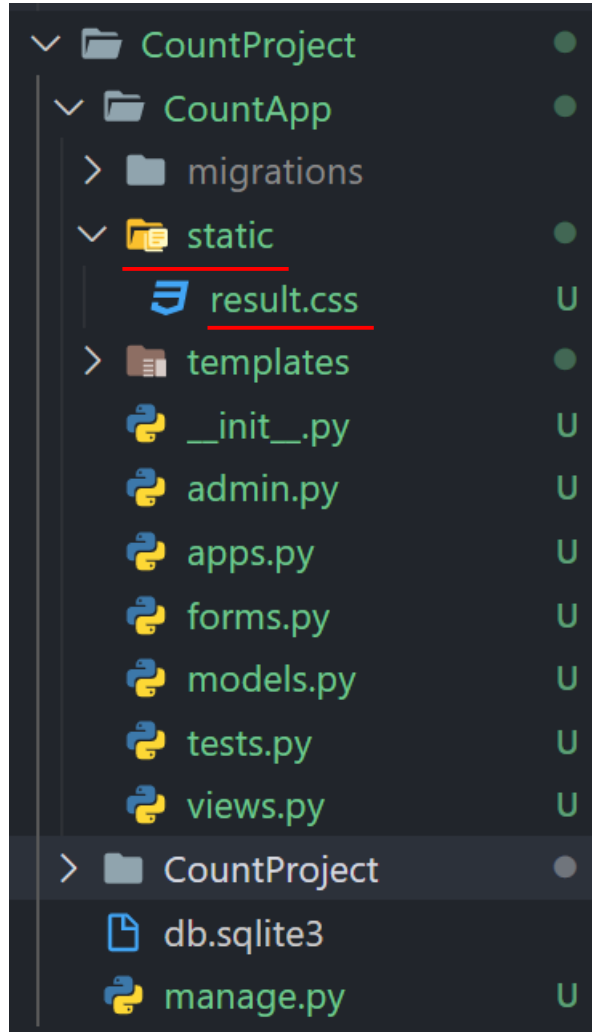 CountProject
CountApp
migrations
static
result.css U
templates
__init__.py U
admin.py U
apps.py U
forms.py U
models.py U
tests.py U
views.py U
CountProject
db.sqlite3
manage.py U